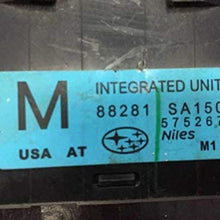 M INTEGRATED UNIT
88281 SA150
575267
Niles
USA AT M1